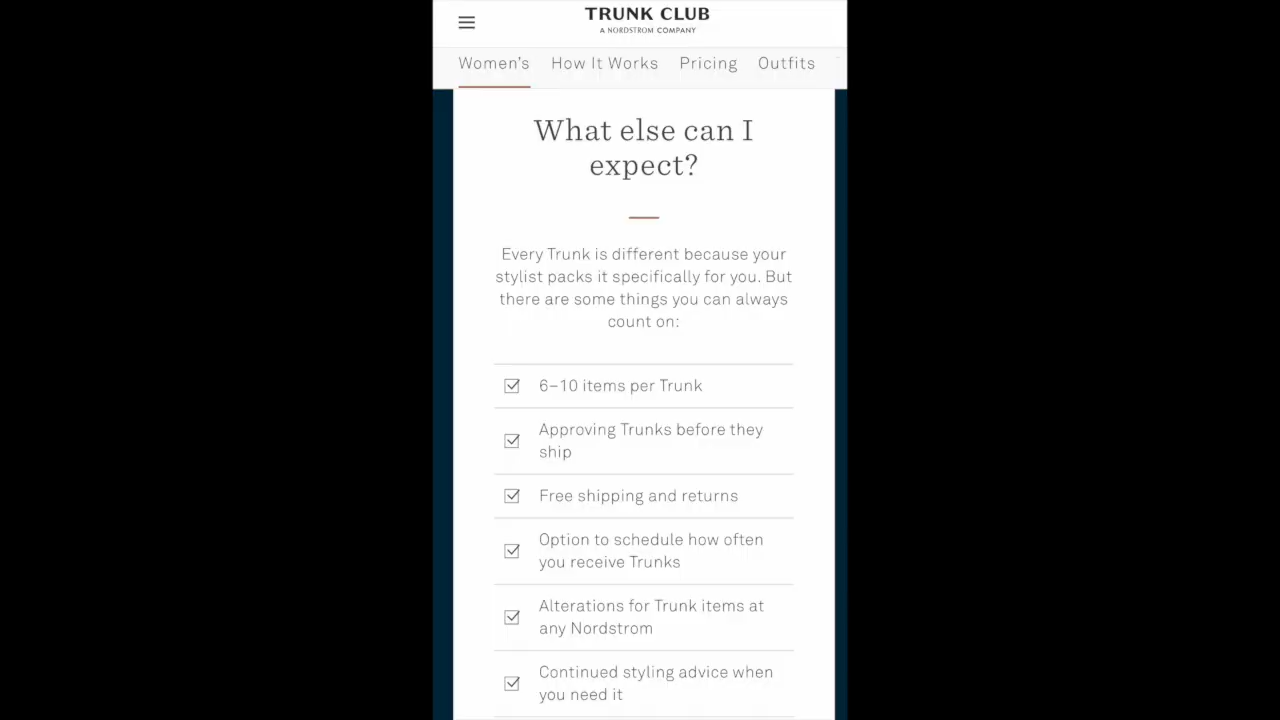 TRUNK CLUB
A NORDSTROM COMPANY
Women's How It Works Pricing Outfits
What else can I
expect?
Every Trunk is different because your
stylist packs it specifically for you. But
there are some things you can always
count on:
6–10 items per Trunk
Approving Trunks before they
ship
Free shipping and returns
Option to schedule how often
you receive Trunks
Alterations for Trunk items at
any Nordstrom
Continued styling advice when
you need it